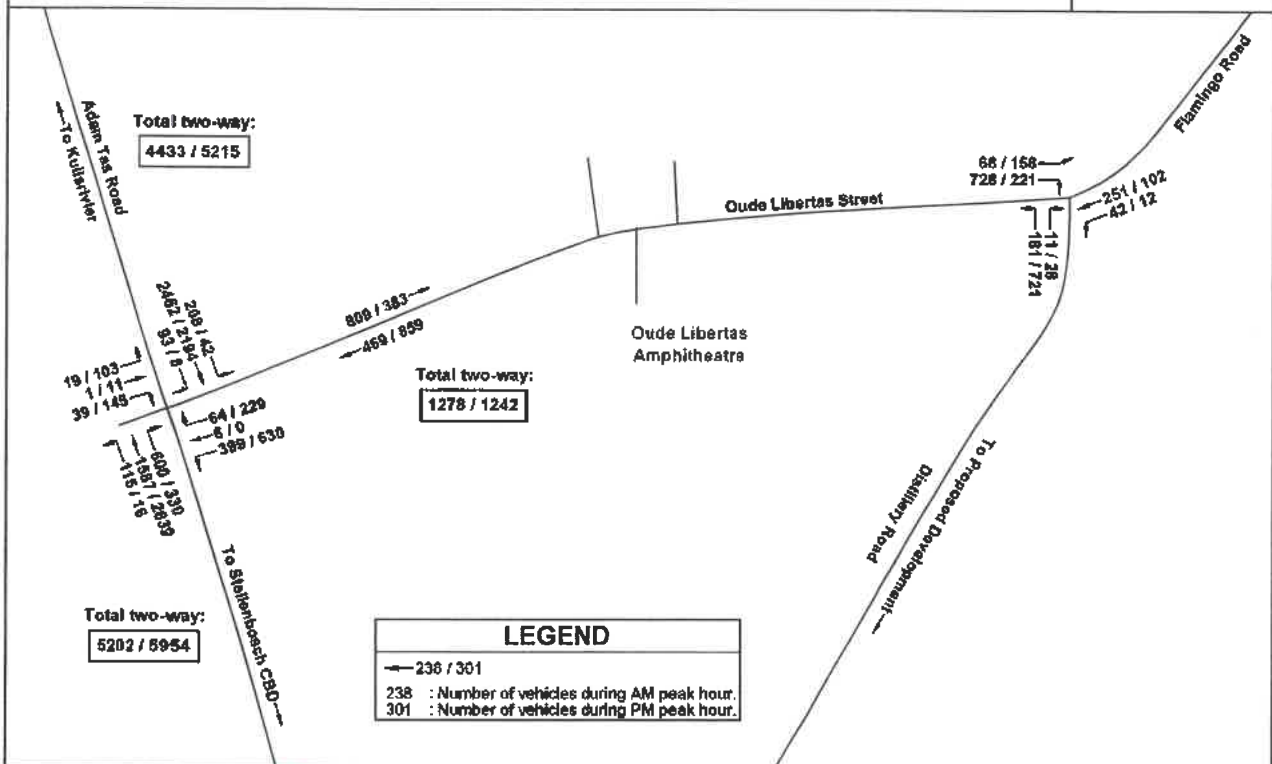 Adam Tas Road
←To Kuilsrivier
Total two-way:
4433 / 5215
Flamingo Road
68 / 158
728 / 221
251 / 102
42 / 12
11 / 28
181 / 721
Oude Libertas Street
809 / 383
469 / 859
Oude Libertas
Amphitheatre
208 / 42
2462 / 2194
93 / 8
19 / 103
1 / 11
39 / 145
64 / 229
6 / 0
399 / 630
600 / 330
1587 / 2639
115 / 16
Total two-way:
1278 / 1242
To Stellenbosch CBD→
Total two-way:
5202 / 5954
Distillery Road
To Proposed Development→
LEGEND
←238 / 301
238 : Number of vehicles during AM peak hour.
301 : Number of vehicles during PM peak hour.